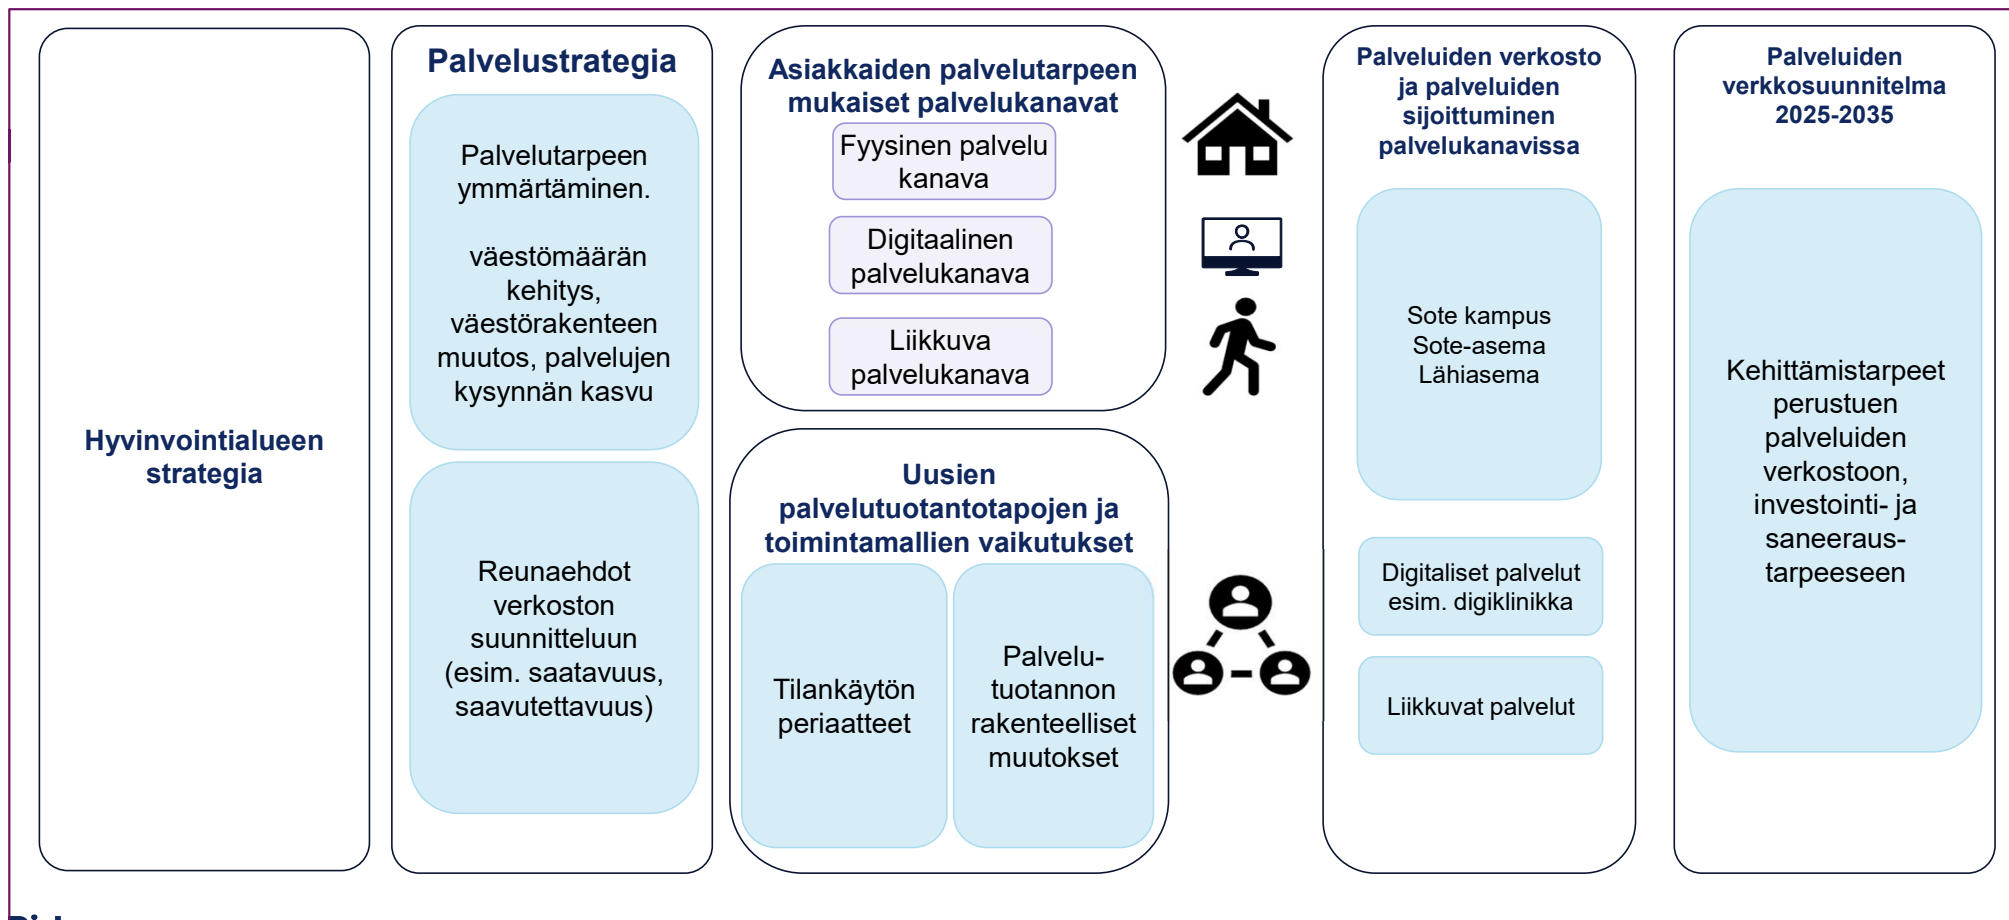 Hyvinvointialueen
strategia
Palvelustrategia
Palvelutarpeen
ymmärtäminen.
väestömäärän
kehitys,
väestörakenteen
muutos, palvelujen
kysynnän kasvu
Reunaehdot
verkoston
suunnitteluun
(esim. saatavuus,
saavutettavuus)
Asiakkaiden palvelutarpeen
mukaiset palvelukanavat
Fyysinen palvelu
kanava
Digitaalinen
palvelukanava
Liikkuva
palvelukanava
Uusien
palvelutuotantotapojen ja
toimintamallien vaikutukset
Tilankäytön
periaatteet
Palvelu-
tuotannon
rakenteelliset
muutokset
Palveluiden verkosto
ja palveluiden
sijoittuminen
palvelukanavissa
Sote kampus
Sote-asema
Lähiasema
Digitaliset palvelut
esim. digiklinikka
Liikkuvat palvelut
Palveluiden
verkkosuunnitelma
2025-2035
Kehittämistarpeet
perustuen
palveluiden
verkostoon,
investointi- ja
saneeraus-
tarpeeseen